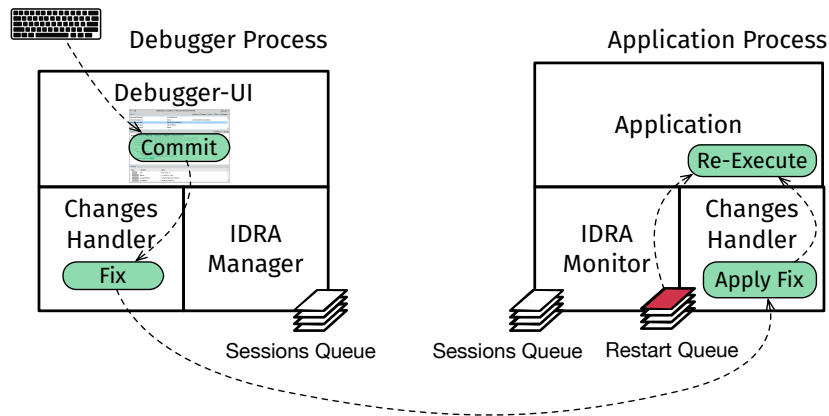 Debugger Process
Application Process
Debugger-UI
Commit
Application
Re-Execute
Changes
Handler
Fix
IDRA
Manager
IDRA
Monitor
Changes
Handler
Apply Fix
Sessions Queue
Sessions Queue
Restart Queue